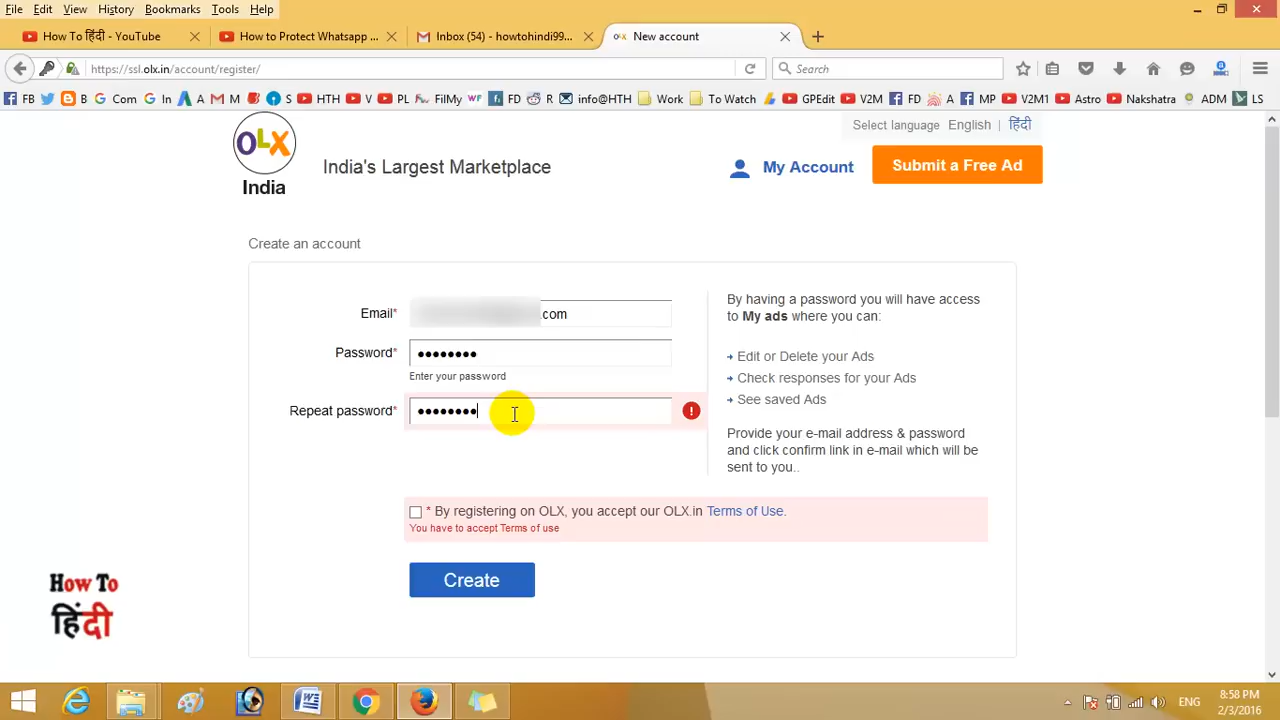 File Edit View History Bookmarks Tools Help
How To हिंदी - YouTube
How to Protect Whatsapp ...
Inbox (54) - howtohindi99...
New account
https://ssl.olx.in/account/register/
Search
FB B Com In A M S HTH V PL FilMy FD R info@HTH Work To Watch GPEdit V2M FD A MP V2M1 Astro Nakshatra ADM LS
Select language English | हिंदी
OLX
India
India's Largest Marketplace
My Account
Submit a Free Ad
Create an account
Email*
.com
Password*
Enter your password
Repeat password*
By having a password you will have access
to My ads where you can:
Edit or Delete your Ads
Check responses for your Ads
See saved Ads
Provide your e-mail address & password
and click confirm link in e-mail which will be
sent to you..
* By registering on OLX, you accept our OLX.in Terms of Use.
You have to accept Terms of use
Create
How To
हिंदी
ENG
8:58 PM
2/3/2016